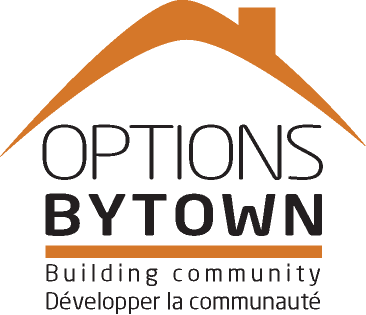 OPTIONS
BYTOWN
Building community
Développer la communauté